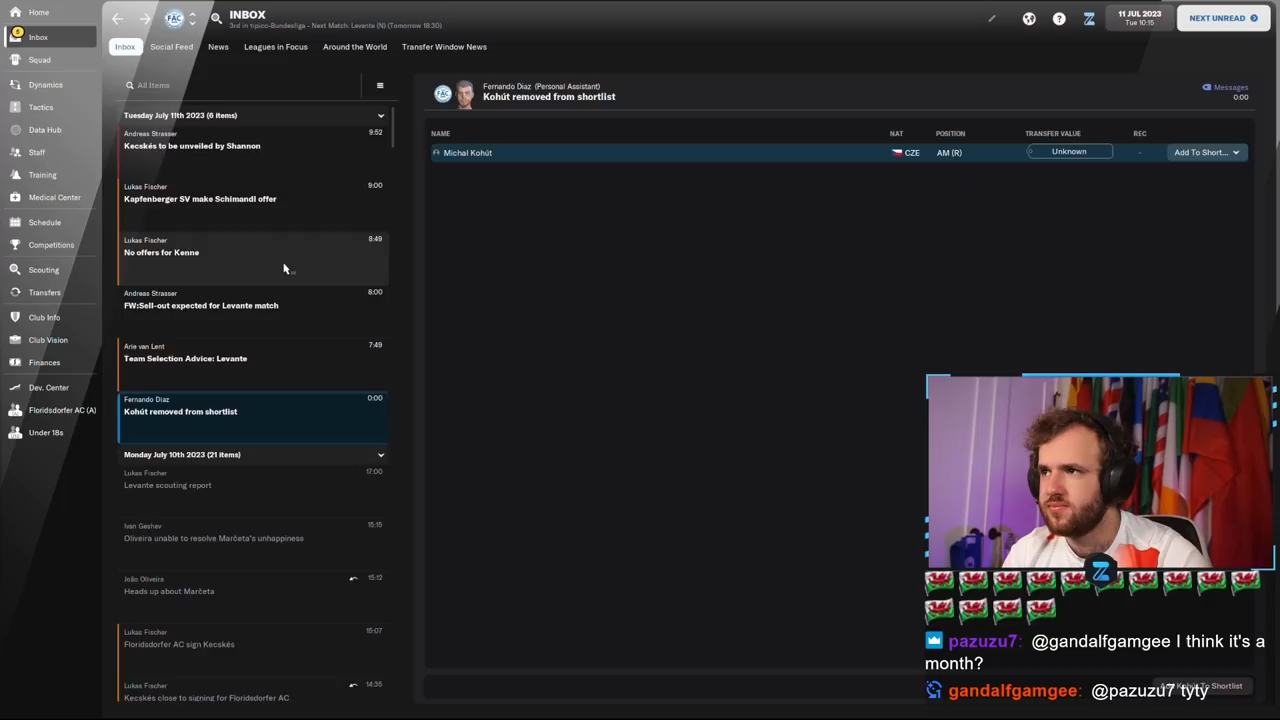 Home
Inbox
Squad
Dynamics
Tactics
Data Hub
Staff
Training
Medical Center
Schedule
Competitions
Scouting
Transfers
Club Info
Club Vision
Finances
Dev. Center
Floridsdorfer AC (A)
Under 18s
FAC
INBOX
3rd in tipico-Bundesliga - Next Match: Levante (N) (Tomorrow 18:30)
11 JUL 2023
Tue 10:15
NEXT UNREAD
Inbox Social Feed News Leagues in Focus Around the World Transfer Window News
All Items
Tuesday July 11th 2023 (6 items)
Andreas Strasser 9:52
Kecskés to be unveiled by Shannon
Lukas Fischer 9:00
Kapfenberger SV make Schimandl offer
Lukas Fischer 8:49
No offers for Kenne
Andreas Strasser 8:00
FW:Sell-out expected for Levante match
Arie van Lent 7:49
Team Selection Advice: Levante
Fernando Díaz 0:00
Kohút removed from shortlist
Monday July 10th 2023 (21 items)
Lukas Fischer 17:00
Levante scouting report
Ivan Geshev 15:15
Oliveira unable to resolve Marčeta's unhappiness
João Oliveira 15:12
Heads up about Marčeta
Lukas Fischer 15:07
Floridsdorfer AC sign Kecskés
Lukas Fischer 14:35
Kecskés close to signing for Floridsdorfer AC
Fernando Díaz (Personal Assistant)
Kohút removed from shortlist
Messages
0:00
NAME NAT POSITION TRANSFER VALUE REC
Michal Kohút CZE AM (R) Unknown - Add To Short...
Add Kohút To Shortlist
pazuzu7: @gandalfgamgee I think it's a
month?
gandalfgamgee: @pazuzu7 tyty